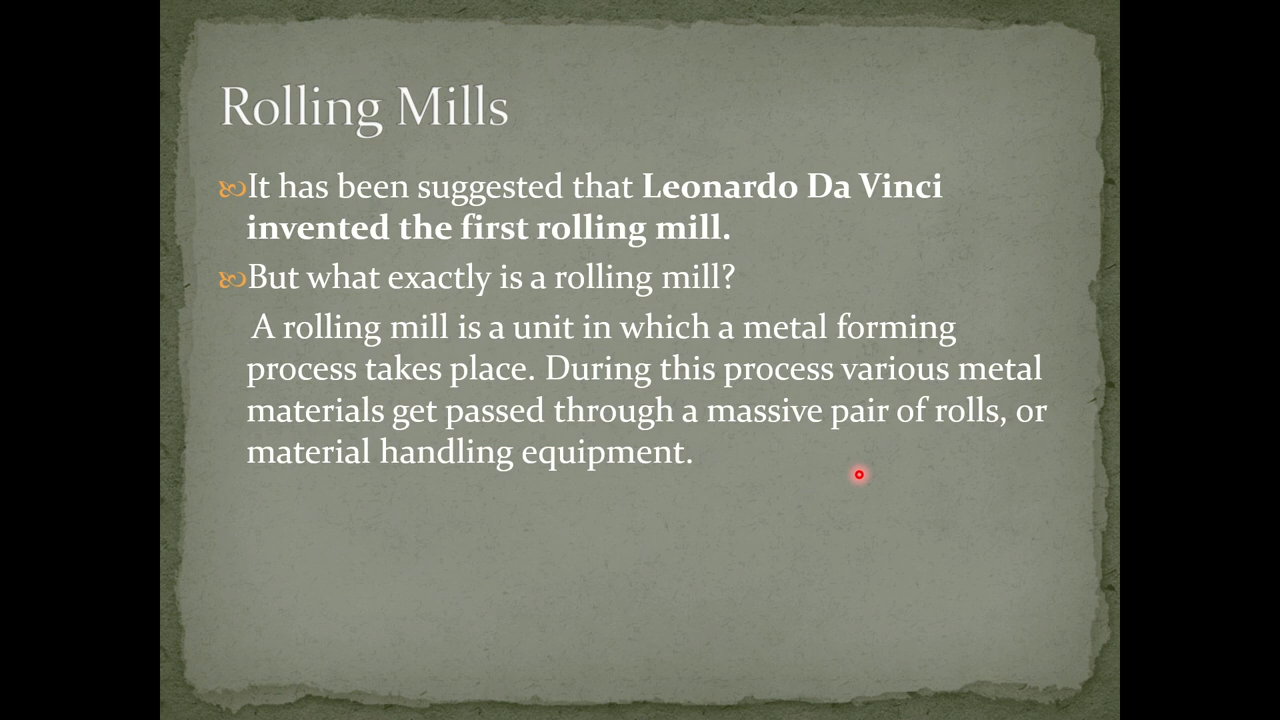 Rolling Mills
It has been suggested that Leonardo Da Vinci
invented the first rolling mill.
But what exactly is a rolling mill?
A rolling mill is a unit in which a metal forming
process takes place. During this process various metal
materials get passed through a massive pair of rolls, or
material handling equipment.